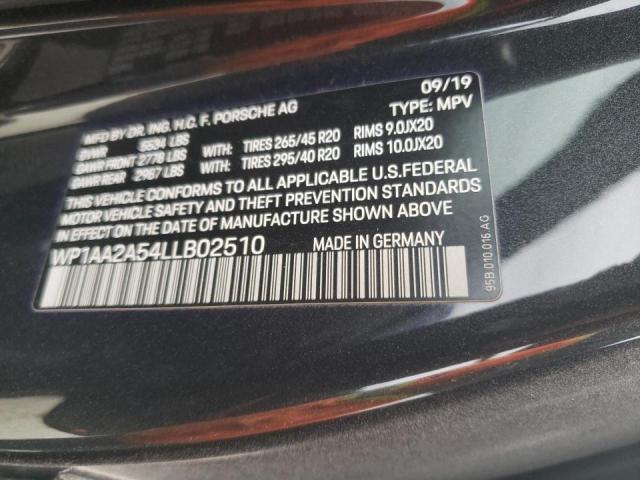 09/19
MFD BY DR. ING. H.C. F. PORSCHE AG TYPE: MPV
GVWR 5534 LBS WITH: TIRES 265/45 R20 RIMS 9.0JX20
GAWR FRONT 2778 LBS WITH: TIRES 295/40 R20 RIMS 10.0JX20
GAWR REAR 2987 LBS
THIS VEHICLE CONFORMS TO ALL APPLICABLE U.S.FEDERAL
MOTOR VEHICLE SAFETY AND THEFT PREVENTION STANDARDS
IN EFFECT ON THE DATE OF MANUFACTURE SHOWN ABOVE
WP1AA2A54LLB02510 MADE IN GERMANY
95B.010.016.AG